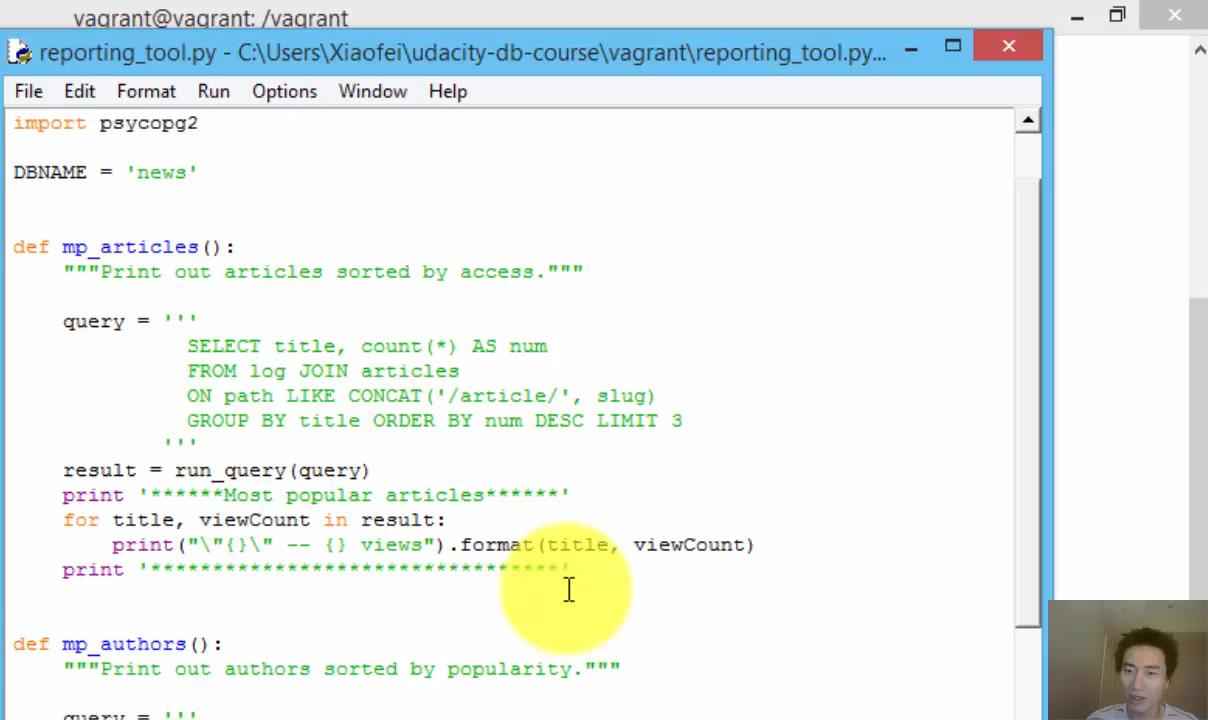 vagrant@vagrant: /vagrant
reporting_tool.py - C:\Users\Xiaofei\udacity-db-course\vagrant\reporting_tool.py...
File Edit Format Run Options Window Help
import psycopg2
DBNAME = 'news'
def mp_articles():
"""Print out articles sorted by access."""
query = '''
SELECT title, count(*) AS num
FROM log JOIN articles
ON path LIKE CONCAT('/article/', slug)
GROUP BY title ORDER BY num DESC LIMIT 3
'''
result = run_query(query)
print '******Most popular articles******'
for title, viewCount in result:
print("\"{}\" -- {} views").format(title, viewCount)
print '*********************************'
def mp_authors():
"""Print out authors sorted by popularity."""
query = '''